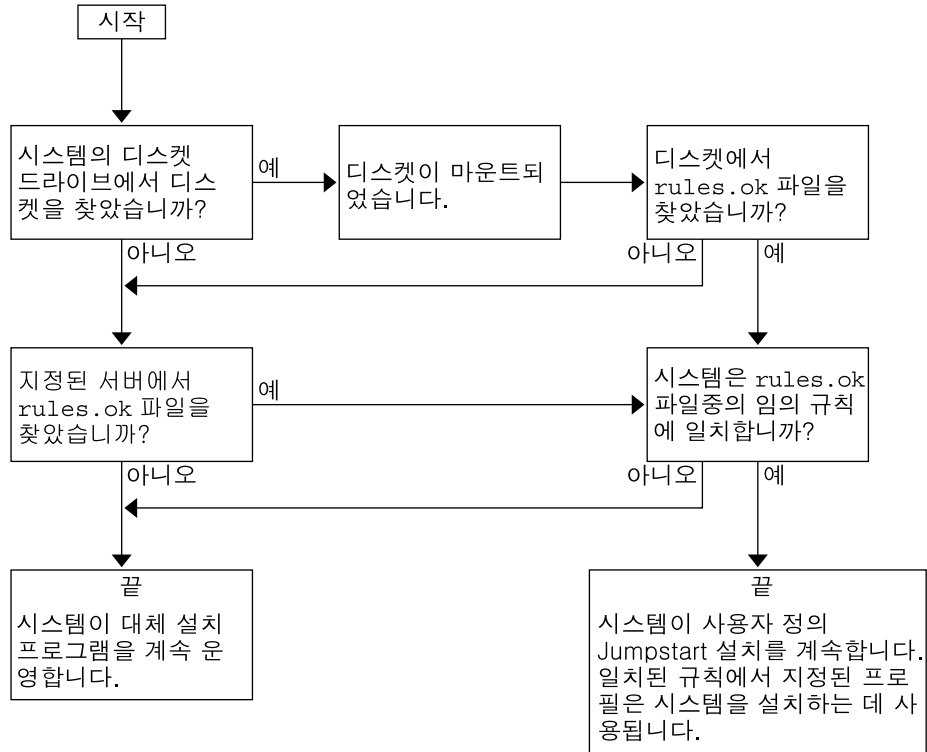 시작
시스템의 디스켓
드라이브에서 디스
켓을 찾았습니까?
예
디스켓이 마운트되
었습니다.
디스켓에서
rules.ok 파일을
찾았습니까?
아니오
아니오
예
지정된 서버에서
rules.ok 파일을
찾았습니까?
예
시스템은 rules.ok
파일중의 임의 규칙
에 일치합니까?
아니오
아니오
예
끝
시스템이 대체 설치
프로그램을 계속 운
영합니다.
끝
시스템이 사용자 정의
Jumpstart 설치를 계속합니다.
일치된 규칙에서 지정된 프로
필은 시스템을 설치하는 데 사
용됩니다.